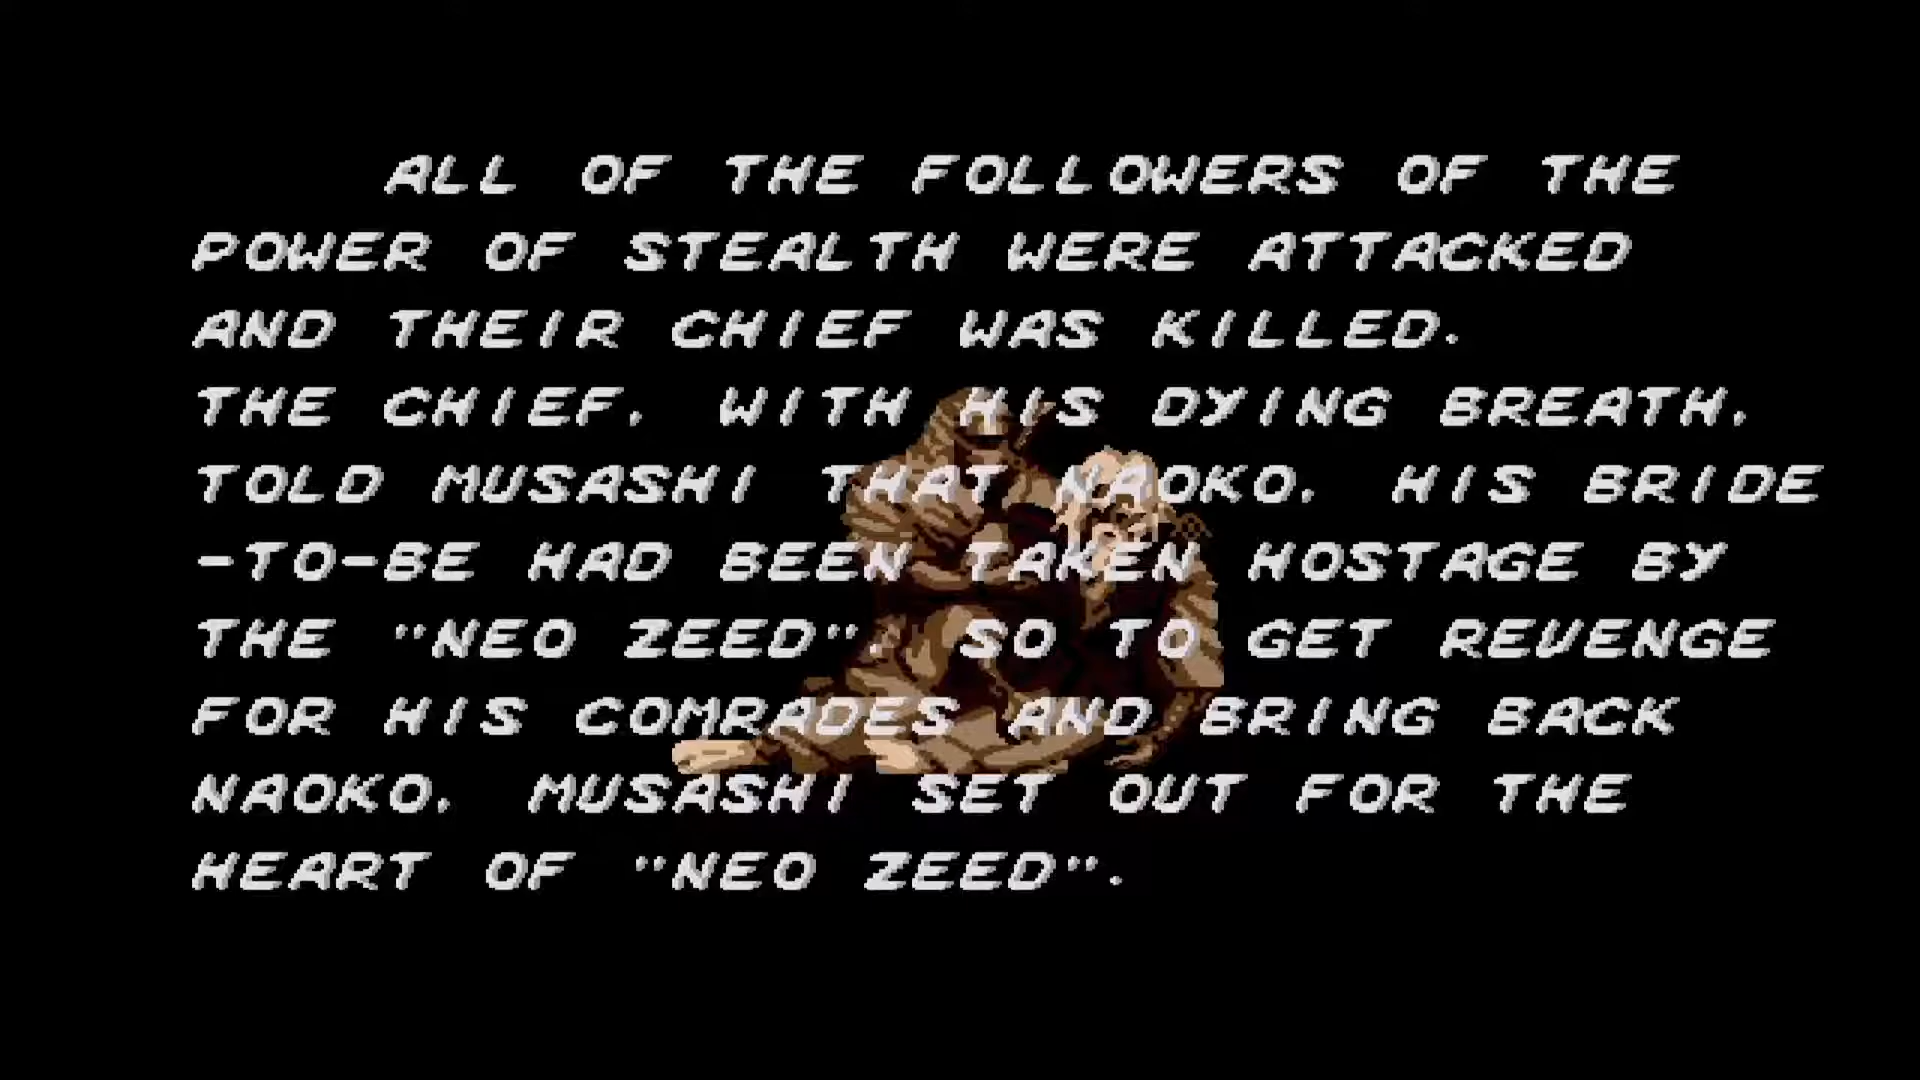 ALL OF THE FOLLOWERS OF THE
POWER OF STEALTH WERE ATTACKED
AND THEIR CHIEF WAS KILLED.
THE CHIEF, WITH HIS DYING BREATH,
TOLD MUSASHI THAT NAOKO, HIS BRIDE
-TO-BE HAD BEEN TAKEN HOSTAGE BY
THE "NEO ZEED". SO TO GET REVENGE
FOR HIS COMRADES AND BRING BACK
NAOKO, MUSASHI SET OUT FOR THE
HEART OF "NEO ZEED".